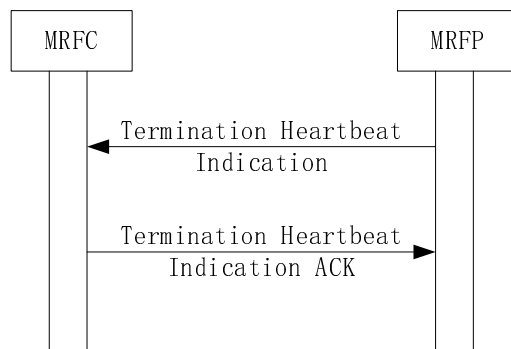 MRFC
MRFP
Termination Heartbeat
Indication
Termination Heartbeat
Indication ACK